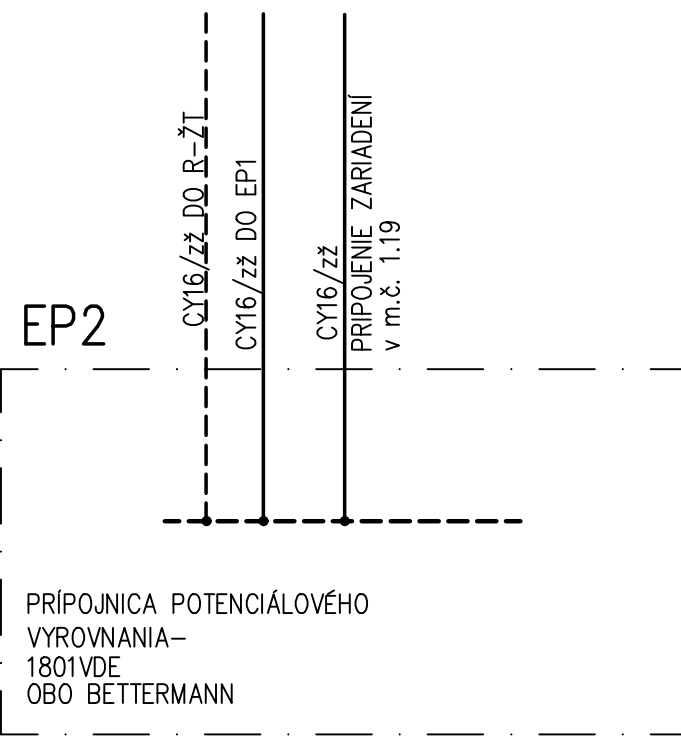 CY16/zž DO R-ŽT
CY16/zž DO EP1
CY16/zž
PRIPOJENIE ZARIADENÍ
v m.č. 1.19
EP2
PRÍPOJNICA POTENCIÁLOVÉHO
VYROVNANIA-
1801VDE
OBO BETTERMANN